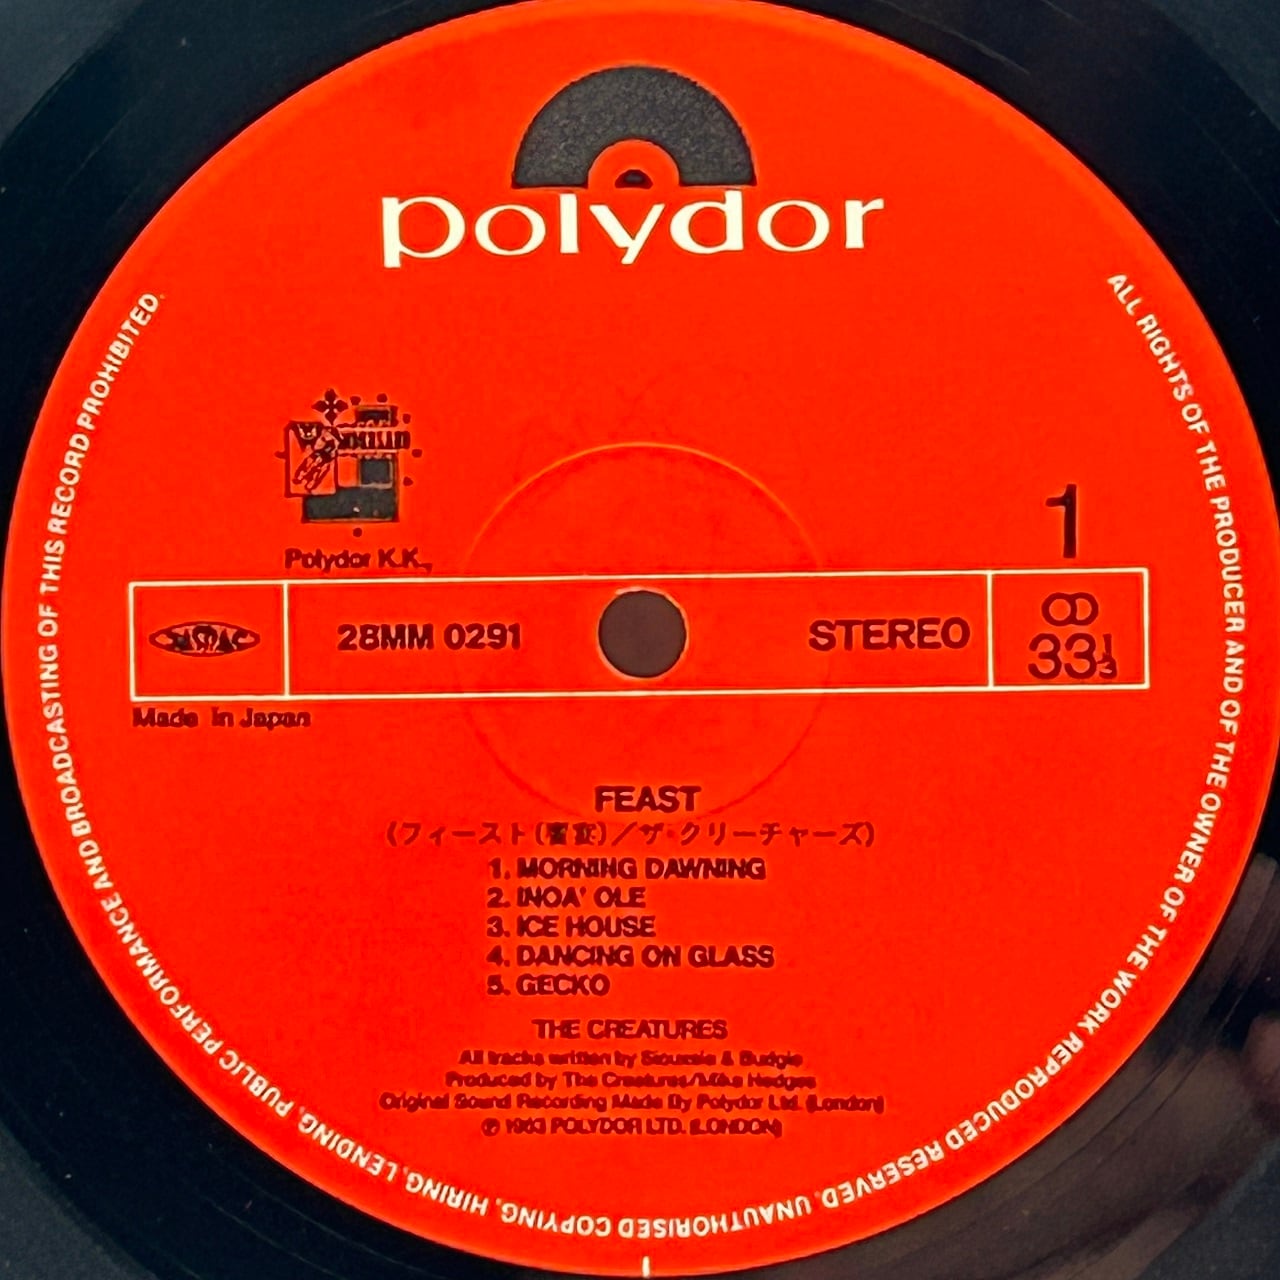 polydor
Polydor K.K.,
1
JASRAC
28MM 0291
STEREO
33 1/3
Made in Japan
FEAST
(フィースト(饗宴)/ザ・クリーチャーズ)
1. MORNING DAWNING
2. INOA' OLE
3. ICE HOUSE
4. DANCING ON GLASS
5. GECKO
THE CREATURES
All tracks written by Siouxsie & Budgie
Produced by The Creatures/Mike Hedges
Original Sound Recording Made By Polydor Ltd. (London)
℗ 1983 POLYDOR LTD. (LONDON)
ALL RIGHTS OF THE PRODUCER AND OF THE OWNER OF THE WORK REPRODUCED RESERVED. UNAUTHORISED COPYING, HIRING, LENDING, PUBLIC PERFORMANCE AND BROADCASTING OF THIS RECORD PROHIBITED.